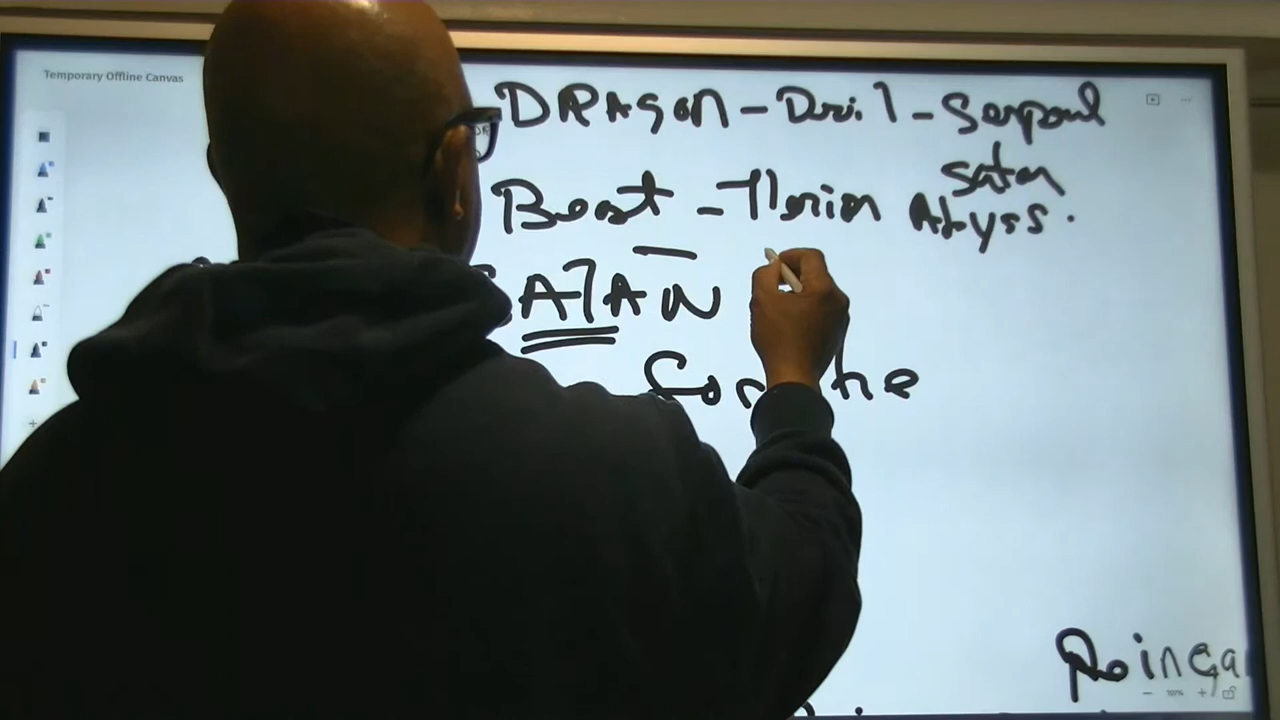 Temporary Offline Canvas
DRAGON - Devil - Serpent
Satan
Beast - Therion Abyss.
SATAN